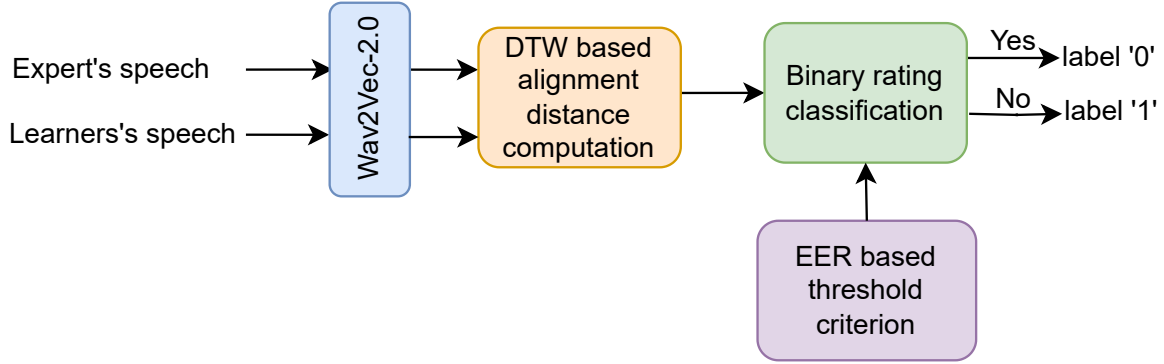 Expert's speech
Learners's speech
Wav2Vec-2.0
DTW based
alignment
distance
computation
Binary rating
classification
Yes
label '0'
No
label '1'
EER based
threshold
criterion